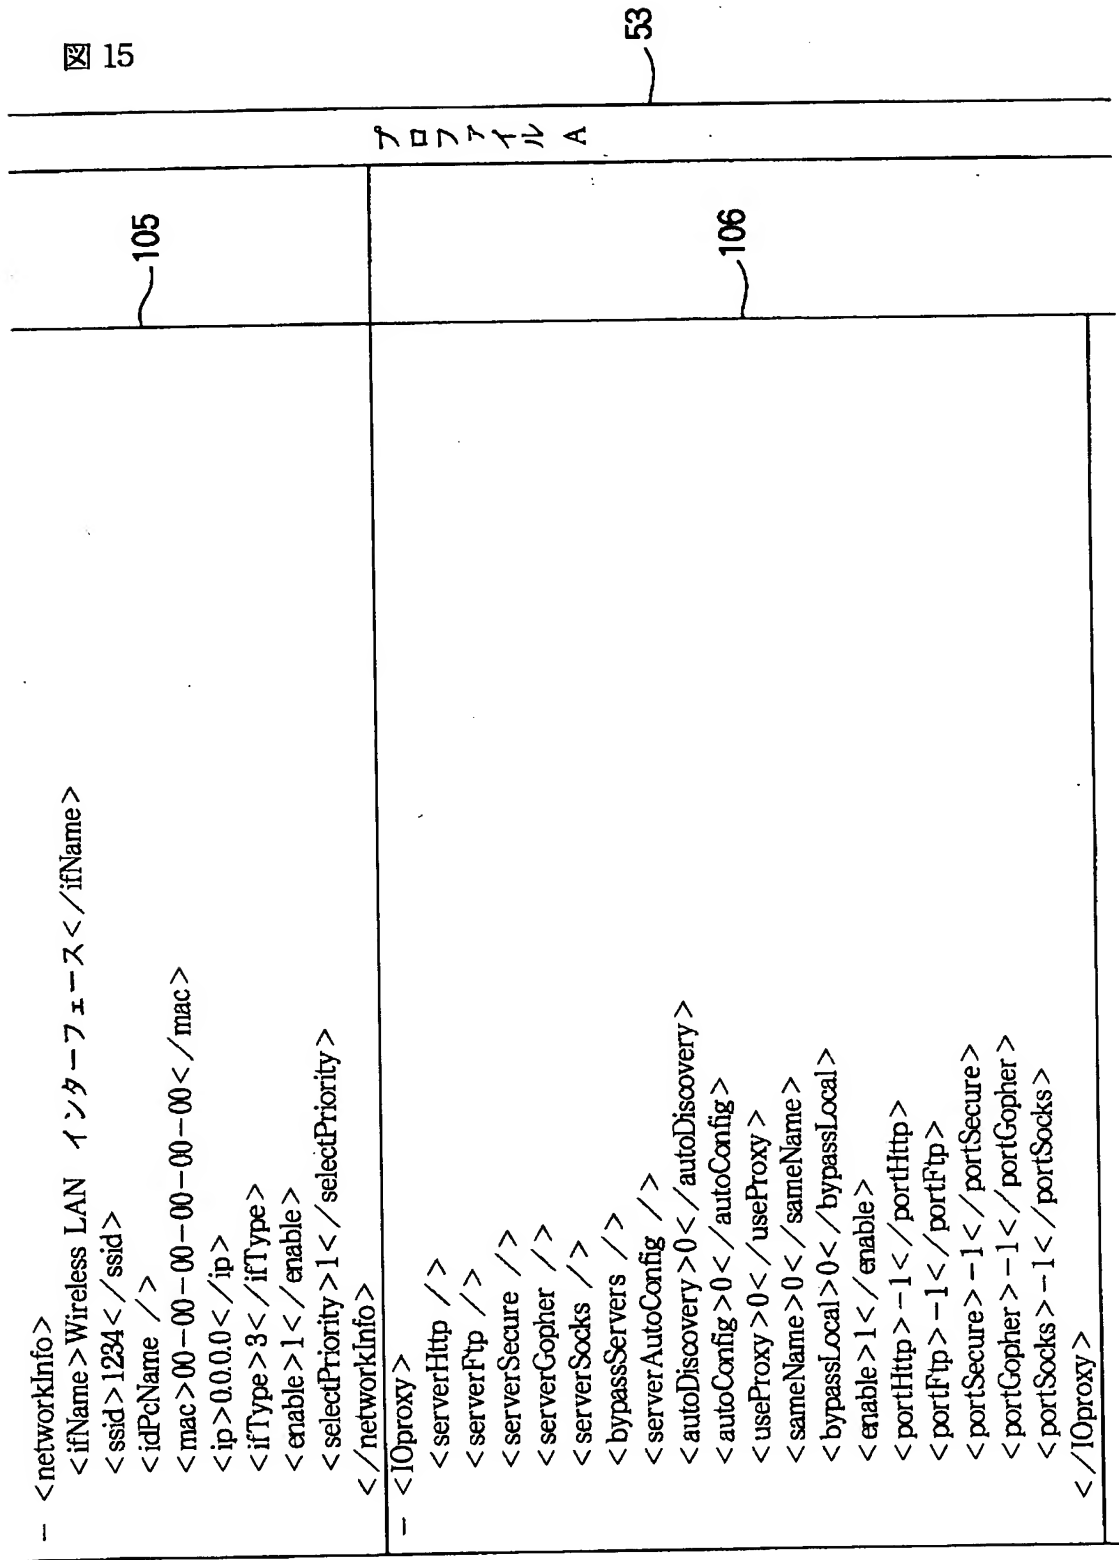 図 15
- <networkInfo>
<ifName>Wireless LAN インターフェース</ifName>
<ssid>1234</ssid>
<idPcName />
<mac>00-00-00-00-00-00</mac>
<ip>0.0.0.0</ip>
<ifType>3</ifType>
<enable>1</enable>
<selectPriority>1</selectPriority>
</networkInfo>
105
- <IOproxy>
<serverHttp />
<serverFtp />
<serverSecure />
<serverGopher />
<serverSocks />
<bypassServers />
<serverAutoConfig />
<autoDiscovery>0</autoDiscovery>
<autoConfig>0</autoConfig>
<useProxy>0</useProxy>
<sameName>0</sameName>
<bypassLocal>0</bypassLocal>
<enable>1</enable>
<portHttp>-1</portHttp>
<portFtp>-1</portFtp>
<portSecure>-1</portSecure>
<portGopher>-1</portGopher>
<portSocks>-1</portSocks>
</IOproxy>
106
プロファイル A
53